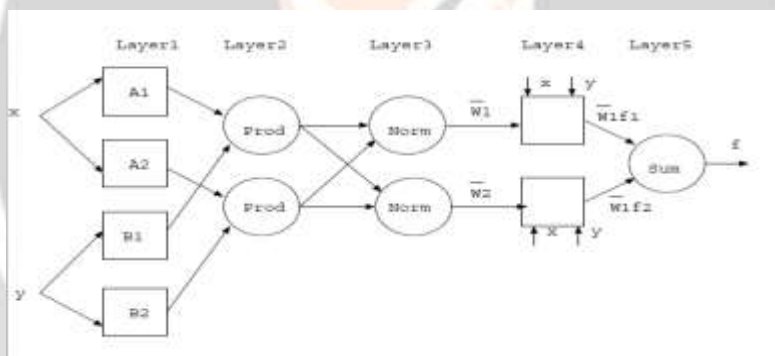 Layer1 Layer2 Layer3 Layer4 Layer5
x y
A1
W1
W1f1
x
Prod
Norm
f
A2
Sum
Prod
Norm
W2
W1f2
B1
x y
y
B2